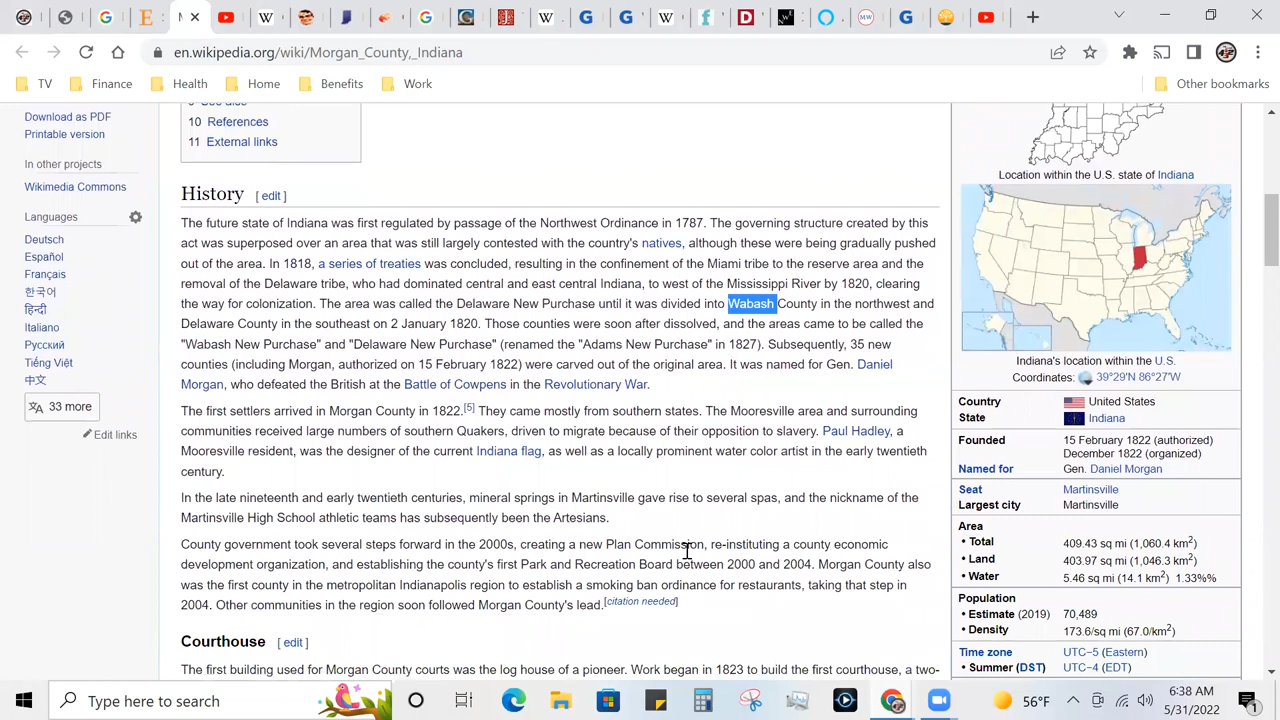 en.wikipedia.org/wiki/Morgan_County,_Indiana
TV Finance Health Home Benefits Work Other bookmarks
Download as PDF
Printable version
In other projects
Wikimedia Commons
Languages
Deutsch
Español
Français
한국어
हिन्दी
Italiano
Русский
Tiếng Việt
中文
33 more
Edit links
10 References
11 External links
History [ edit ]
The future state of Indiana was first regulated by passage of the Northwest Ordinance in 1787. The governing structure created by this
act was superposed over an area that was still largely contested with the country's natives, although these were being gradually pushed
out of the area. In 1818, a series of treaties was concluded, resulting in the confinement of the Miami tribe to the reserve area and the
removal of the Delaware tribe, who had dominated central and east central Indiana, to west of the Mississippi River by 1820, clearing
the way for colonization. The area was called the Delaware New Purchase until it was divided into Wabash County in the northwest and
Delaware County in the southeast on 2 January 1820. Those counties were soon after dissolved, and the areas came to be called the
"Wabash New Purchase" and "Delaware New Purchase" (renamed the "Adams New Purchase" in 1827). Subsequently, 35 new
counties (including Morgan, authorized on 15 February 1822) were carved out of the original area. It was named for Gen. Daniel
Morgan, who defeated the British at the Battle of Cowpens in the Revolutionary War.
The first settlers arrived in Morgan County in 1822.[5] They came mostly from southern states. The Mooresville area and surrounding
communities received large numbers of southern Quakers, driven to migrate because of their opposition to slavery. Paul Hadley, a
Mooresville resident, was the designer of the current Indiana flag, as well as a locally prominent water color artist in the early twentieth
century.
In the late nineteenth and early twentieth centuries, mineral springs in Martinsville gave rise to several spas, and the nickname of the
Martinsville High School athletic teams has subsequently been the Artesians.
County government took several steps forward in the 2000s, creating a new Plan Commission, re-instituting a county economic
development organization, and establishing the county's first Park and Recreation Board between 2000 and 2004. Morgan County also
was the first county in the metropolitan Indianapolis region to establish a smoking ban ordinance for restaurants, taking that step in
2004. Other communities in the region soon followed Morgan County's lead.[citation needed]
Courthouse [ edit ]
The first building used for Morgan County courts was the log house of a pioneer. Work began in 1823 to build the first courthouse, a two-
Location within the U.S. state of Indiana
Indiana's location within the U.S.
Coordinates: 39°29′N 86°27′W
Country United States
State Indiana
Founded 15 February 1822 (authorized)
December 1822 (organized)
Named for Gen. Daniel Morgan
Seat Martinsville
Largest city Martinsville
Area
• Total 409.43 sq mi (1,060.4 km²)
• Land 403.97 sq mi (1,046.3 km²)
• Water 5.46 sq mi (14.1 km²) 1.33%%
Population
• Estimate (2019) 70,489
• Density 173.6/sq mi (67.0/km²)
Time zone UTC−5 (Eastern)
• Summer (DST) UTC−4 (EDT)
Type here to search
56°F
6:38 AM
5/31/2022